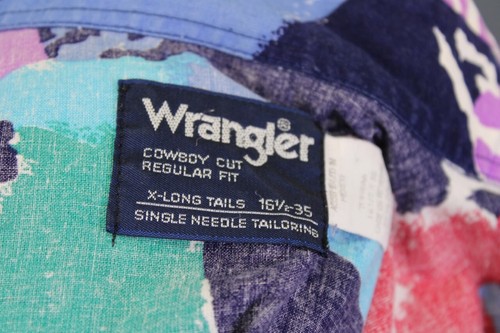 Wrangler®
COWBOY CUT
REGULAR FIT
X-LONG TAILS 16½-35
SINGLE NEEDLE TAILORING